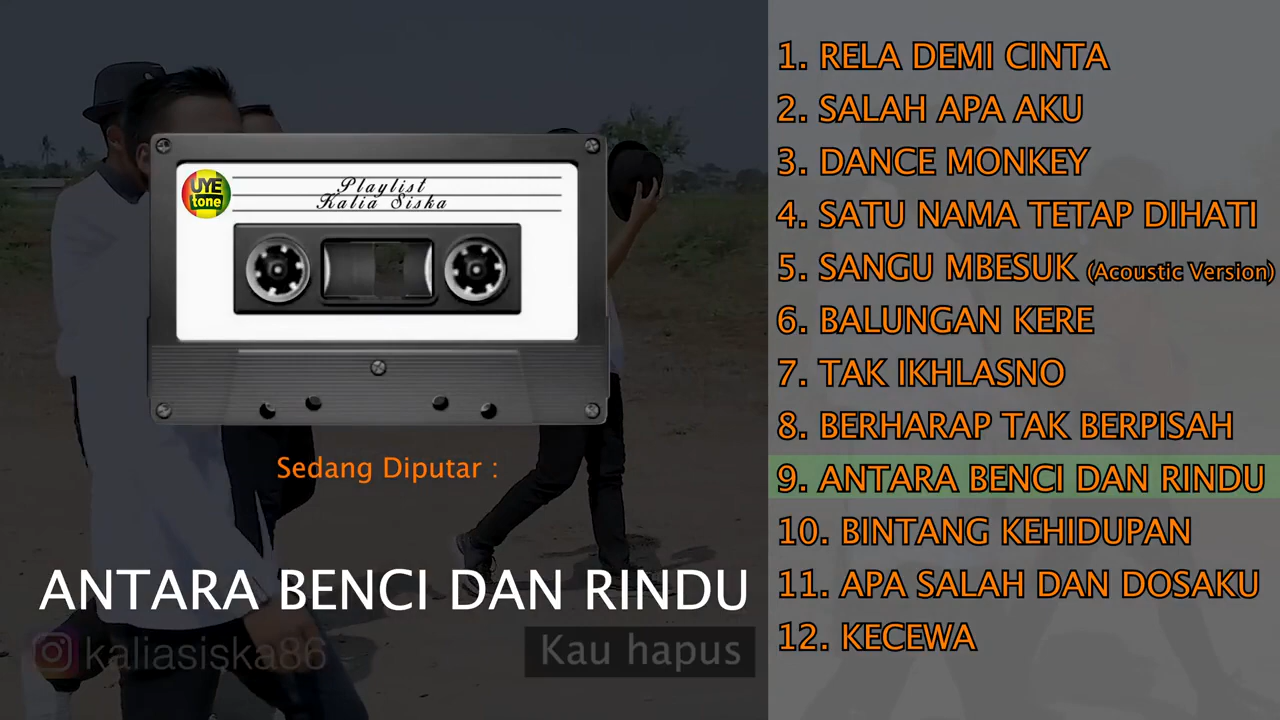 UYE
tone
Playlist
Kalia Siska
Sedang Diputar :
ANTARA BENCI DAN RINDU
kaliasiska86
Kau hapus
1. RELA DEMI CINTA
2. SALAH APA AKU
3. DANCE MONKEY
4. SATU NAMA TETAP DIHATI
5. SANGU MBESUK (Acoustic Version)
6. BALUNGAN KERE
7. TAK IKHLASNO
8. BERHARAP TAK BERPISAH
9. ANTARA BENCI DAN RINDU
10. BINTANG KEHIDUPAN
11. APA SALAH DAN DOSAKU
12. KECEWA